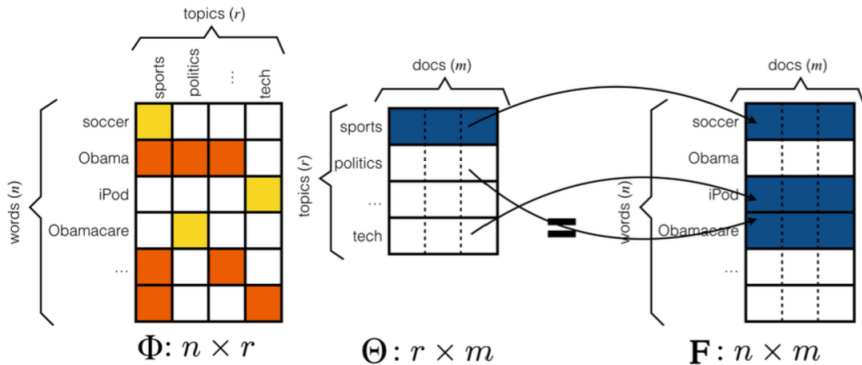 topics (r)
sports
politics
...
tech
words (n)
soccer
Obama
iPod
Obamacare
...
Φ: n × r
docs (m)
topics (r)
sports
politics
...
tech
Θ: r × m
=
docs (m)
words (n)
soccer
Obama
iPod
Obamacare
...
F: n × m